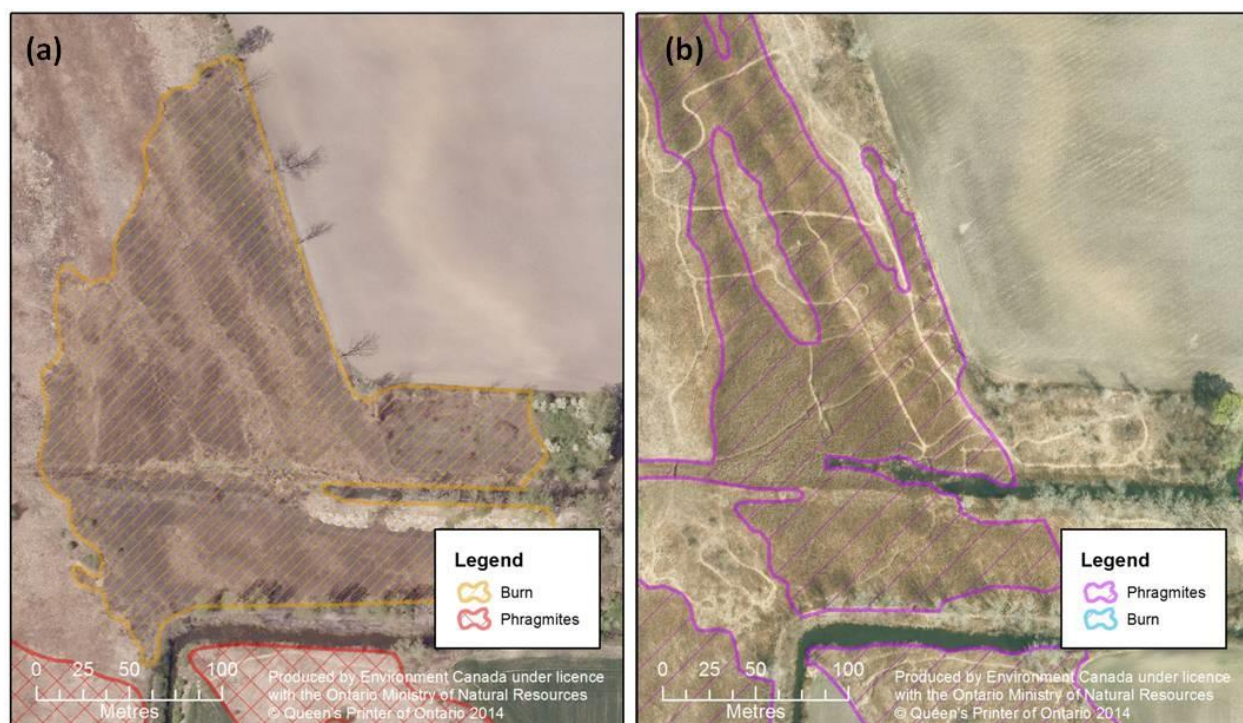 (a)
Legend
Burn
Phragmites
0 25 50 100
Metres
Produced by Environment Canada under licence
with the Ontario Ministry of Natural Resources
© Queen's Printer of Ontario 2014
(b)
Legend
Phragmites
Burn
0 25 50 100
Metres
Produced by Environment Canada under licence
with the Ontario Ministry of Natural Resources
© Queen's Printer of Ontario 2014